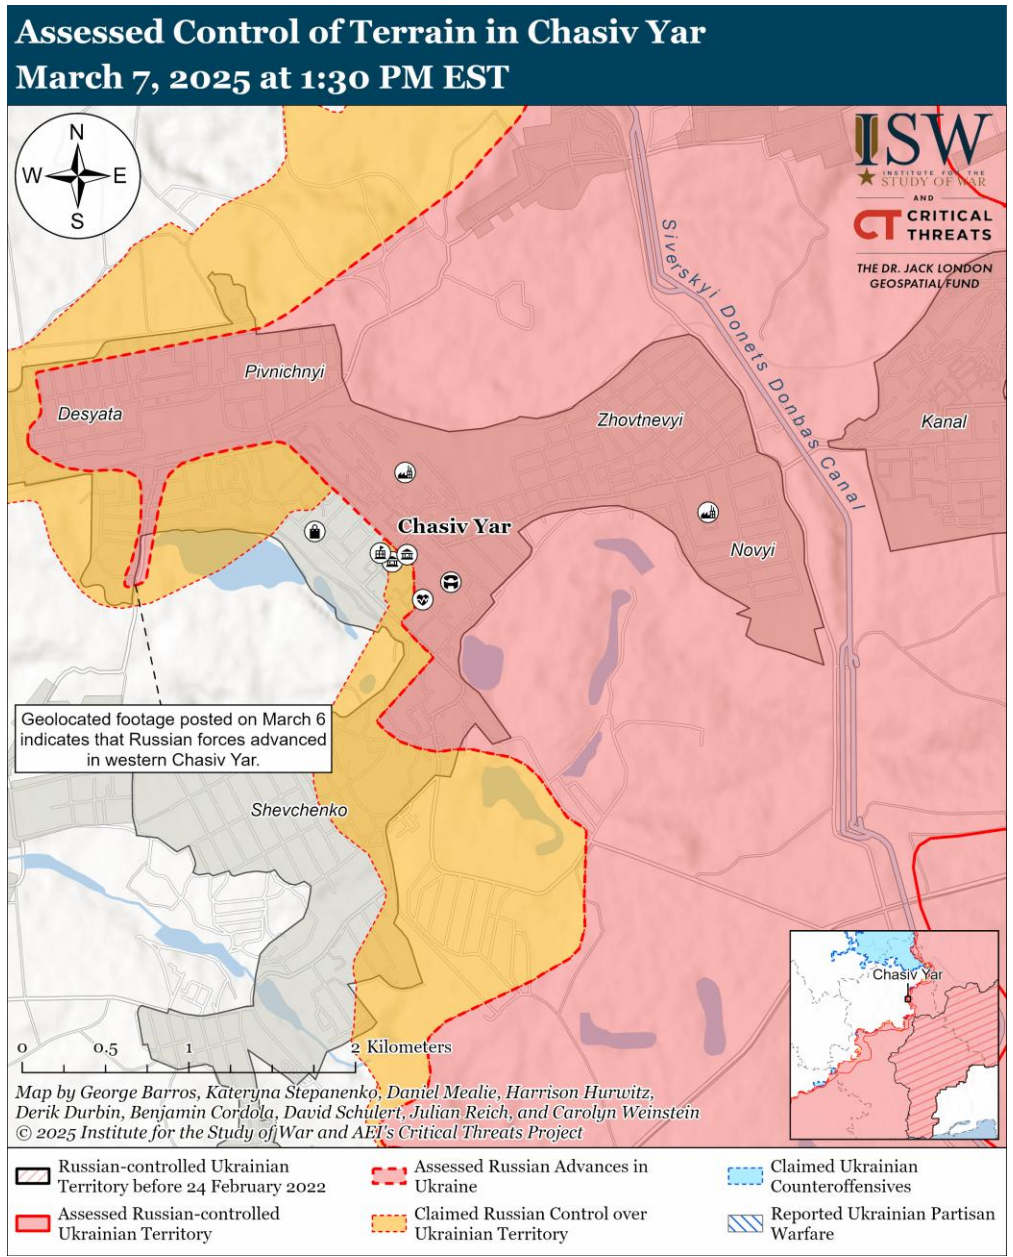 Assessed Control of Terrain in Chasiv Yar
March 7, 2025 at 1:30 PM EST
N
W
E
S
ISW
INSTITUTE FOR THE
STUDY OF WAR
AND
CT CRITICAL
THREATS
THE DR. JACK LONDON
GEOSPATIAL FUND
Siverskyi Donets Donbas Canal
Pivnichnyi
Desyata
Zhovtnevyi
Kanal
Chasiv Yar
Novyi
Geolocated footage posted on March 6
indicates that Russian forces advanced
in western Chasiv Yar.
Shevchenko
Chasiv Yar
0 0.5 1 2 Kilometers
Map by George Barros, Kateryna Stepanenko, Daniel Mealie, Harrison Hurwitz,
Derik Durbin, Benjamin Cordola, David Schulert, Julian Reich, and Carolyn Weinstein
© 2025 Institute for the Study of War and AEI's Critical Threats Project
Russian-controlled Ukrainian
Territory before 24 February 2022
Assessed Russian-controlled
Ukrainian Territory
Assessed Russian Advances in
Ukraine
Claimed Russian Control over
Ukrainian Territory
Claimed Ukrainian
Counteroffensives
Reported Ukrainian Partisan
Warfare